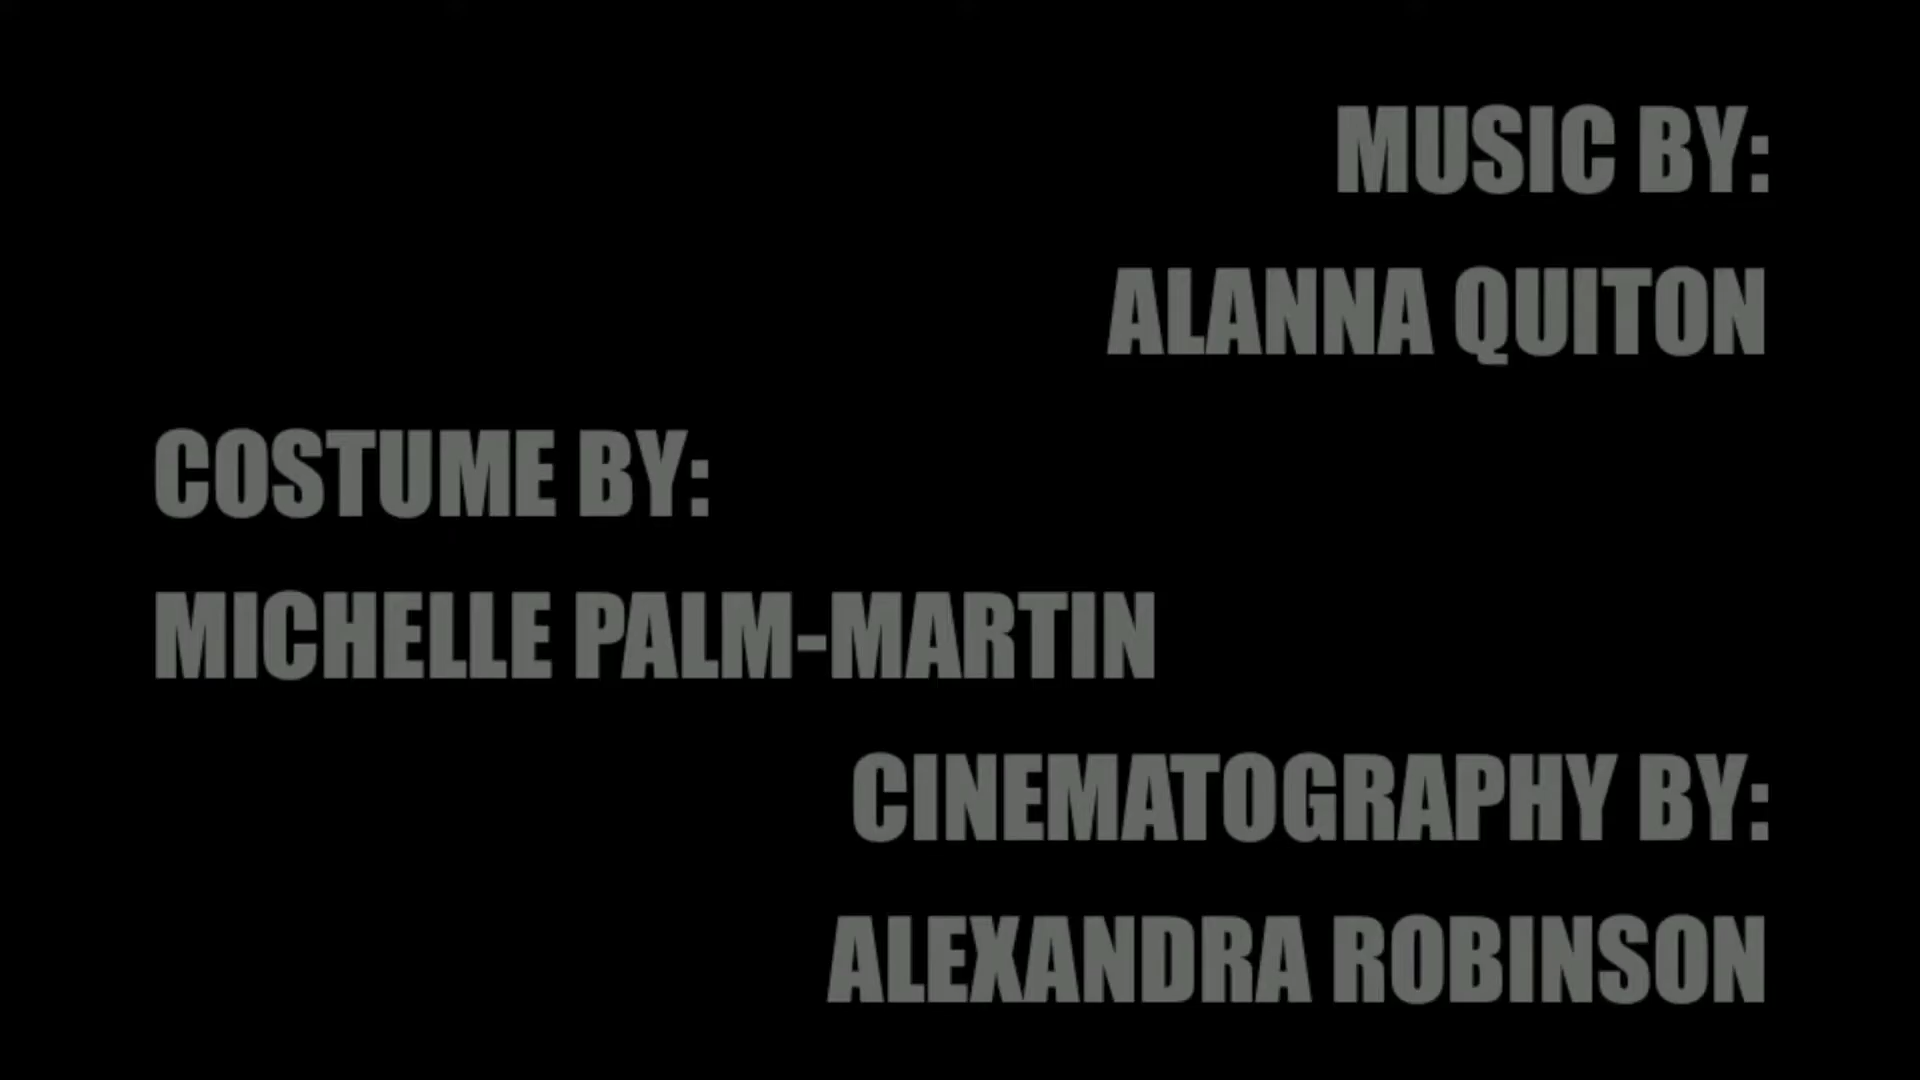 MUSIC BY:
ALANNA QUITON
COSTUME BY:
MICHELLE PALM-MARTIN
CINEMATOGRAPHY BY:
ALEXANDRA ROBINSON